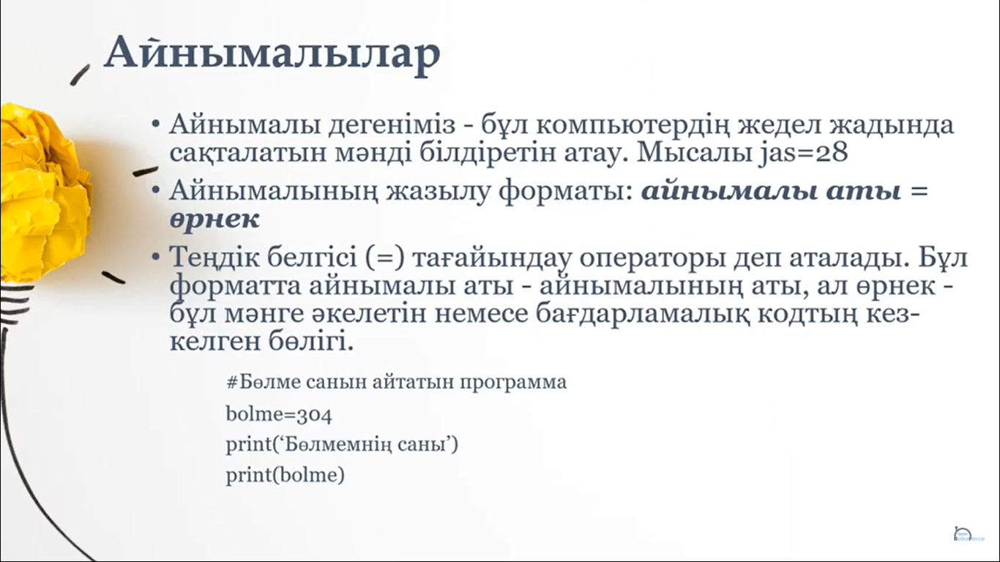 Айнымалылар
• Айнымалы дегеніміз - бұл компьютердің жедел жадында
сақталатын мәнді білдіретін атау. Мысалы jas=28
• Айнымалының жазылу форматы: айнымалы аты =
өрнек
• Теңдік белгісі (=) тағайындау операторы деп аталады. Бұл
форматта айнымалы аты - айнымалының аты, ал өрнек -
бұл мәнге әкелетін немесе бағдарламалық кодтың кез-
келген бөлігі.
#Бөлме санын айтатын программа
bolme=304
print(‘Бөлмемнің саны’)
print(bolme)
RoboForce